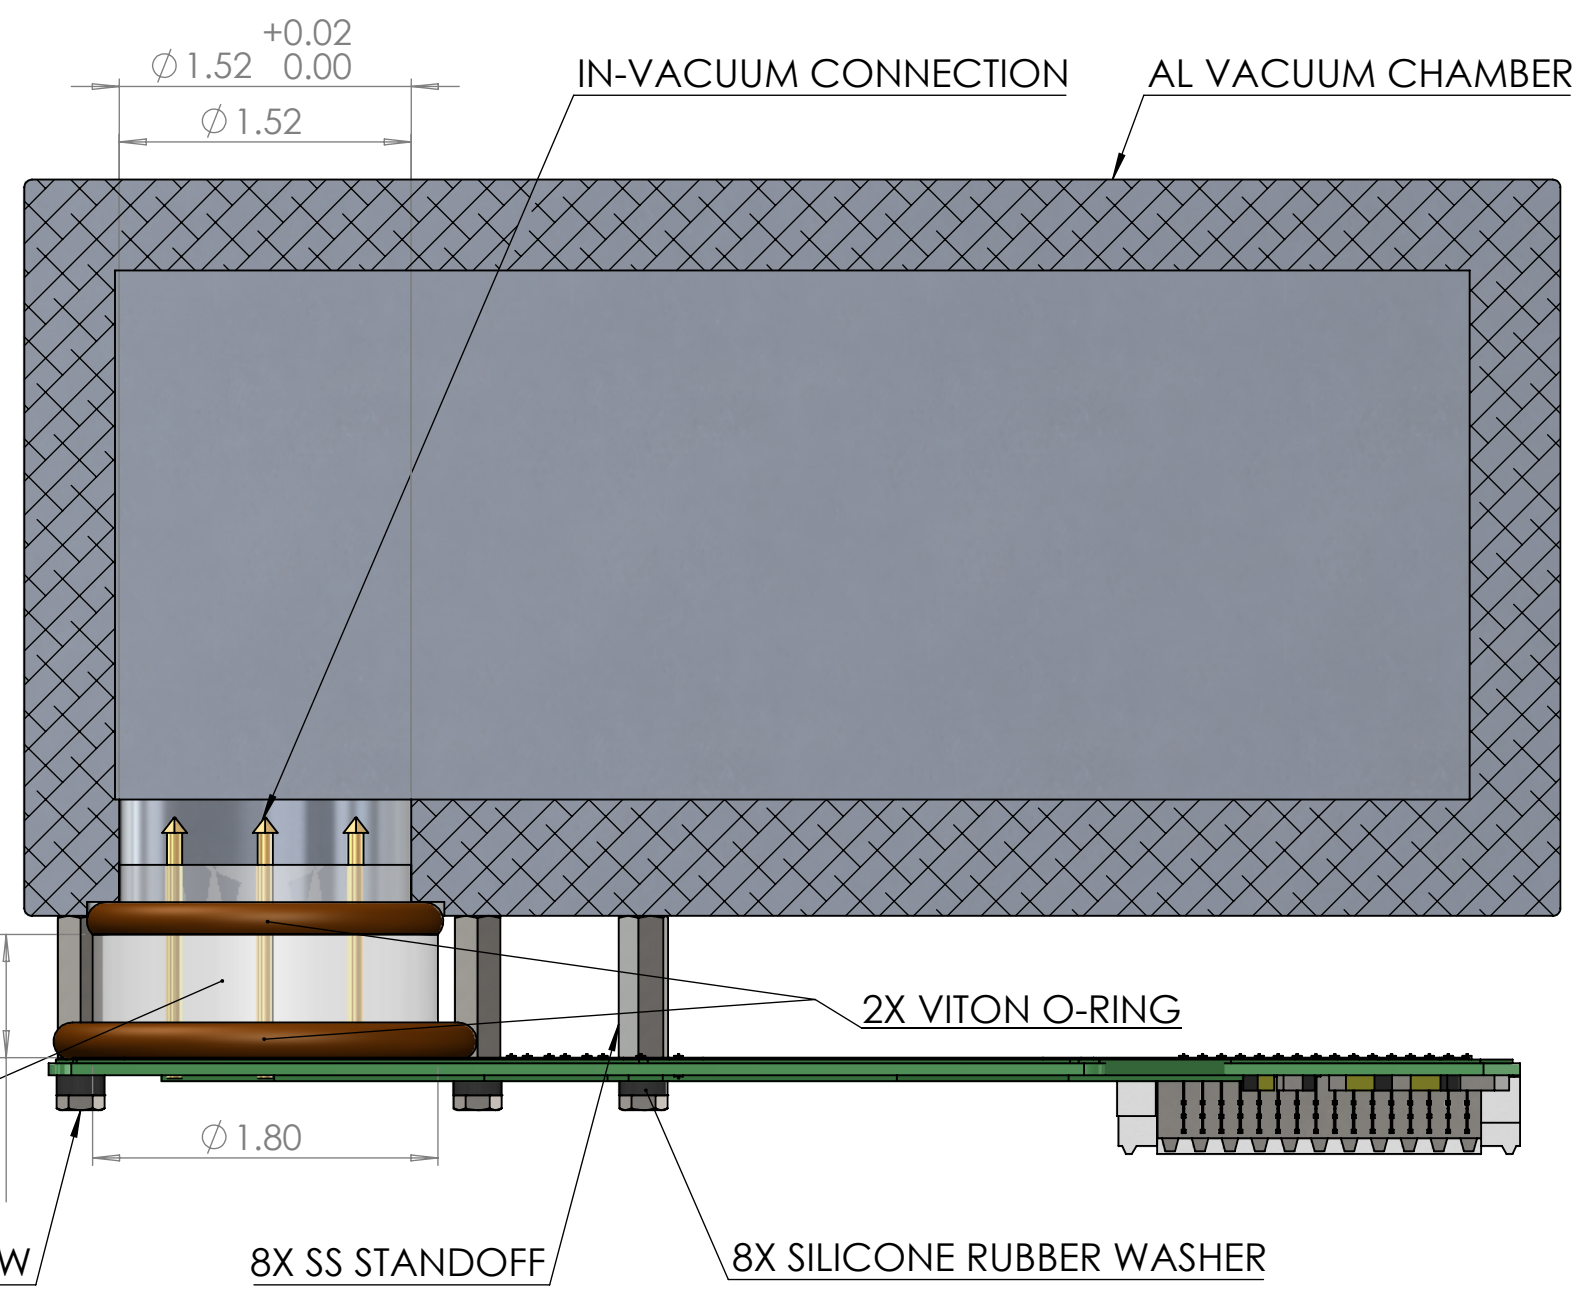 +0.02
⌀1.52 0.00
⌀1.52
IN-VACUUM CONNECTION
AL VACUUM CHAMBER
2X VITON O-RING
⌀1.80
W
8X SS STANDOFF
8X SILICONE RUBBER WASHER